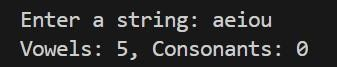 Enter a string: aeiou
Vowels: 5, Consonants: 0